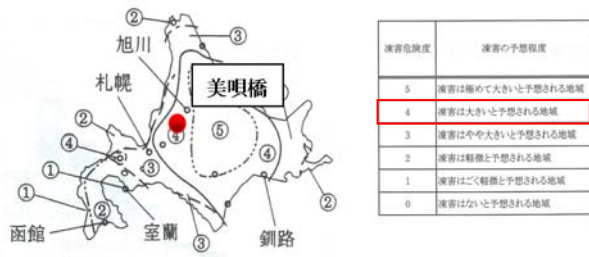 ②
①
旭川
③
札幌
美唄橋
②
④
④
⑤
①
③
④
①
②
②
函館
室蘭
③
釧路
凍害危険度 凍害の予想程度
5 凍害は極めて大きいと予想される地域
4 凍害は大きいと予想される地域
3 凍害はやや大きいと予想される地域
2 凍害は軽微と予想される地域
1 凍害はごく軽微と予想される地域
0 凍害はないと予想される地域